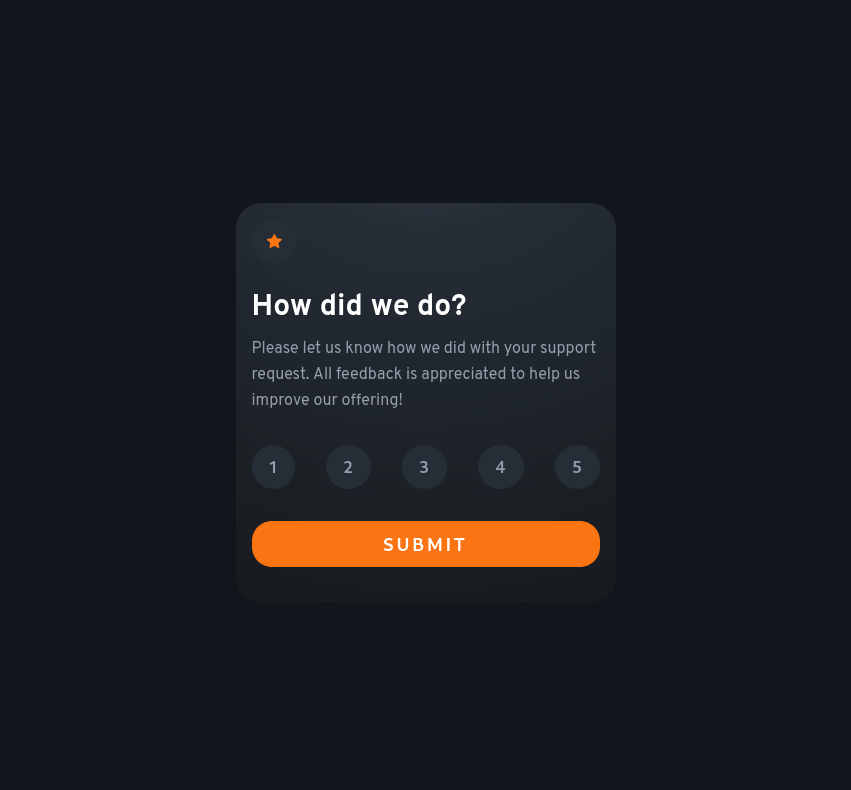 How did we do?
Please let us know how we did with your support
request. All feedback is appreciated to help us
improve our offering!
1 2 3 4 5
SUBMIT